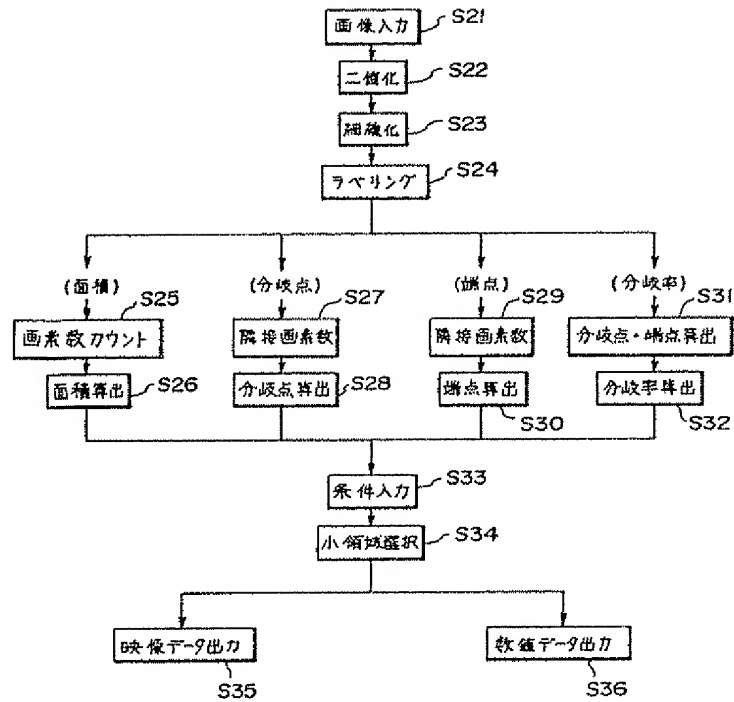 画像入力 S21
二値化 S22
細線化 S23
ラベリング S24
(面積) (分岐点) (端点) (分岐率)
S25 S27 S29 S31
画素数カウント 隣接画素数 隣接画素数 分岐点・端点算出
面積算出 S26 分岐点算出 S28 端点算出 S30 分岐率算出 S32
条件入力 S33
小領域選択 S34
映像データ出力 数値データ出力
S35 S36